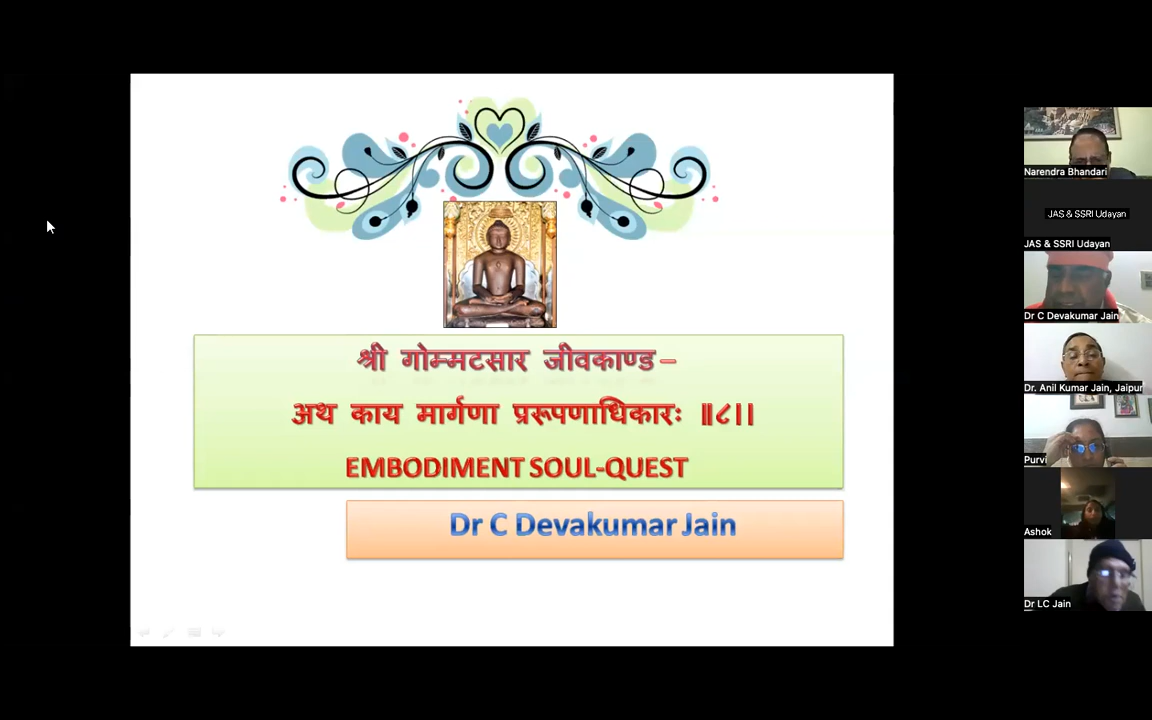 श्री गोम्मटसार जीवकाण्ड –
अथ काय मार्गणा प्ररूपणाधिकारः ॥८।।
EMBODIMENT SOUL-QUEST
Dr C Devakumar Jain
Narendra Bhandari
JAS & SSRI Udayan
JAS & SSRI Udayan
Dr C Devakumar Jain
Dr. Anil Kumar Jain, Jaipur
Purvi
Ashok
Dr LC Jain